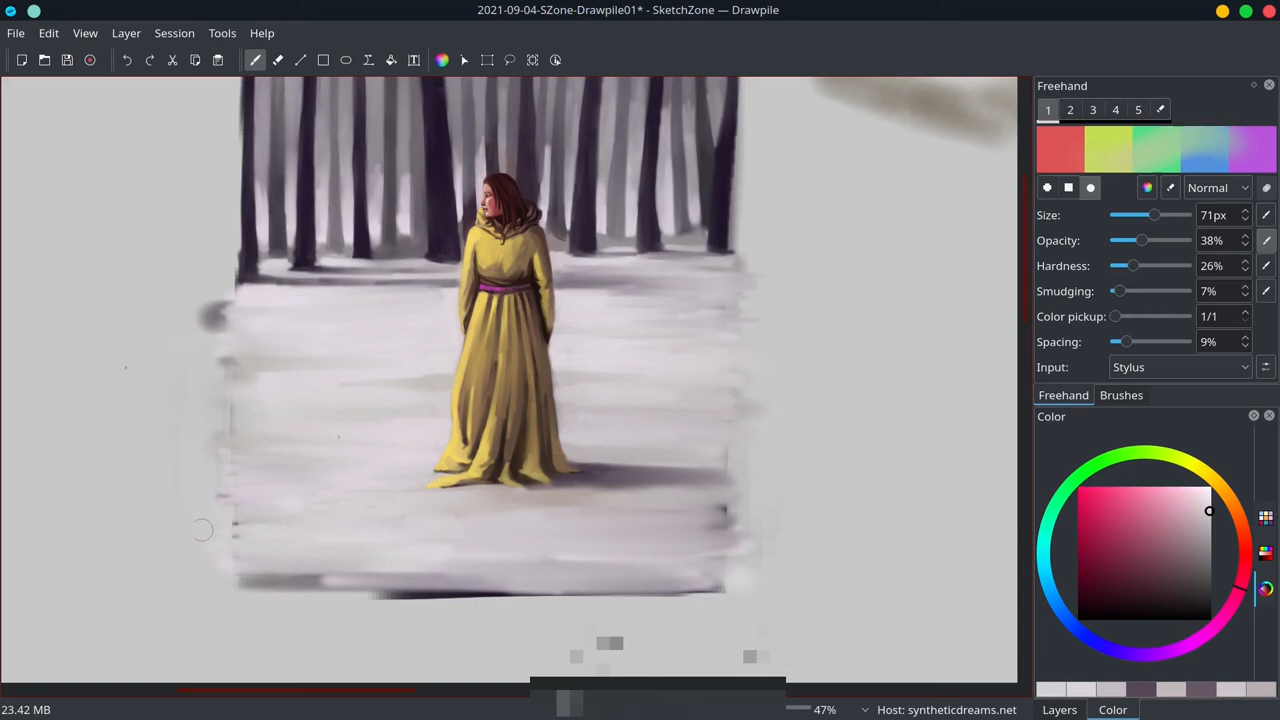 2021-09-04-SZone-Drawpile01* - SketchZone — Drawpile
File Edit View Layer Session Tools Help
Freehand
1 2 3 4 5
Normal
Size: 71px
Opacity: 38%
Hardness: 26%
Smudging: 7%
Color pickup: 1/1
Spacing: 9%
Input: Stylus
Freehand Brushes
Color
23.42 MB 47% Host: syntheticdreams.net Layers Color